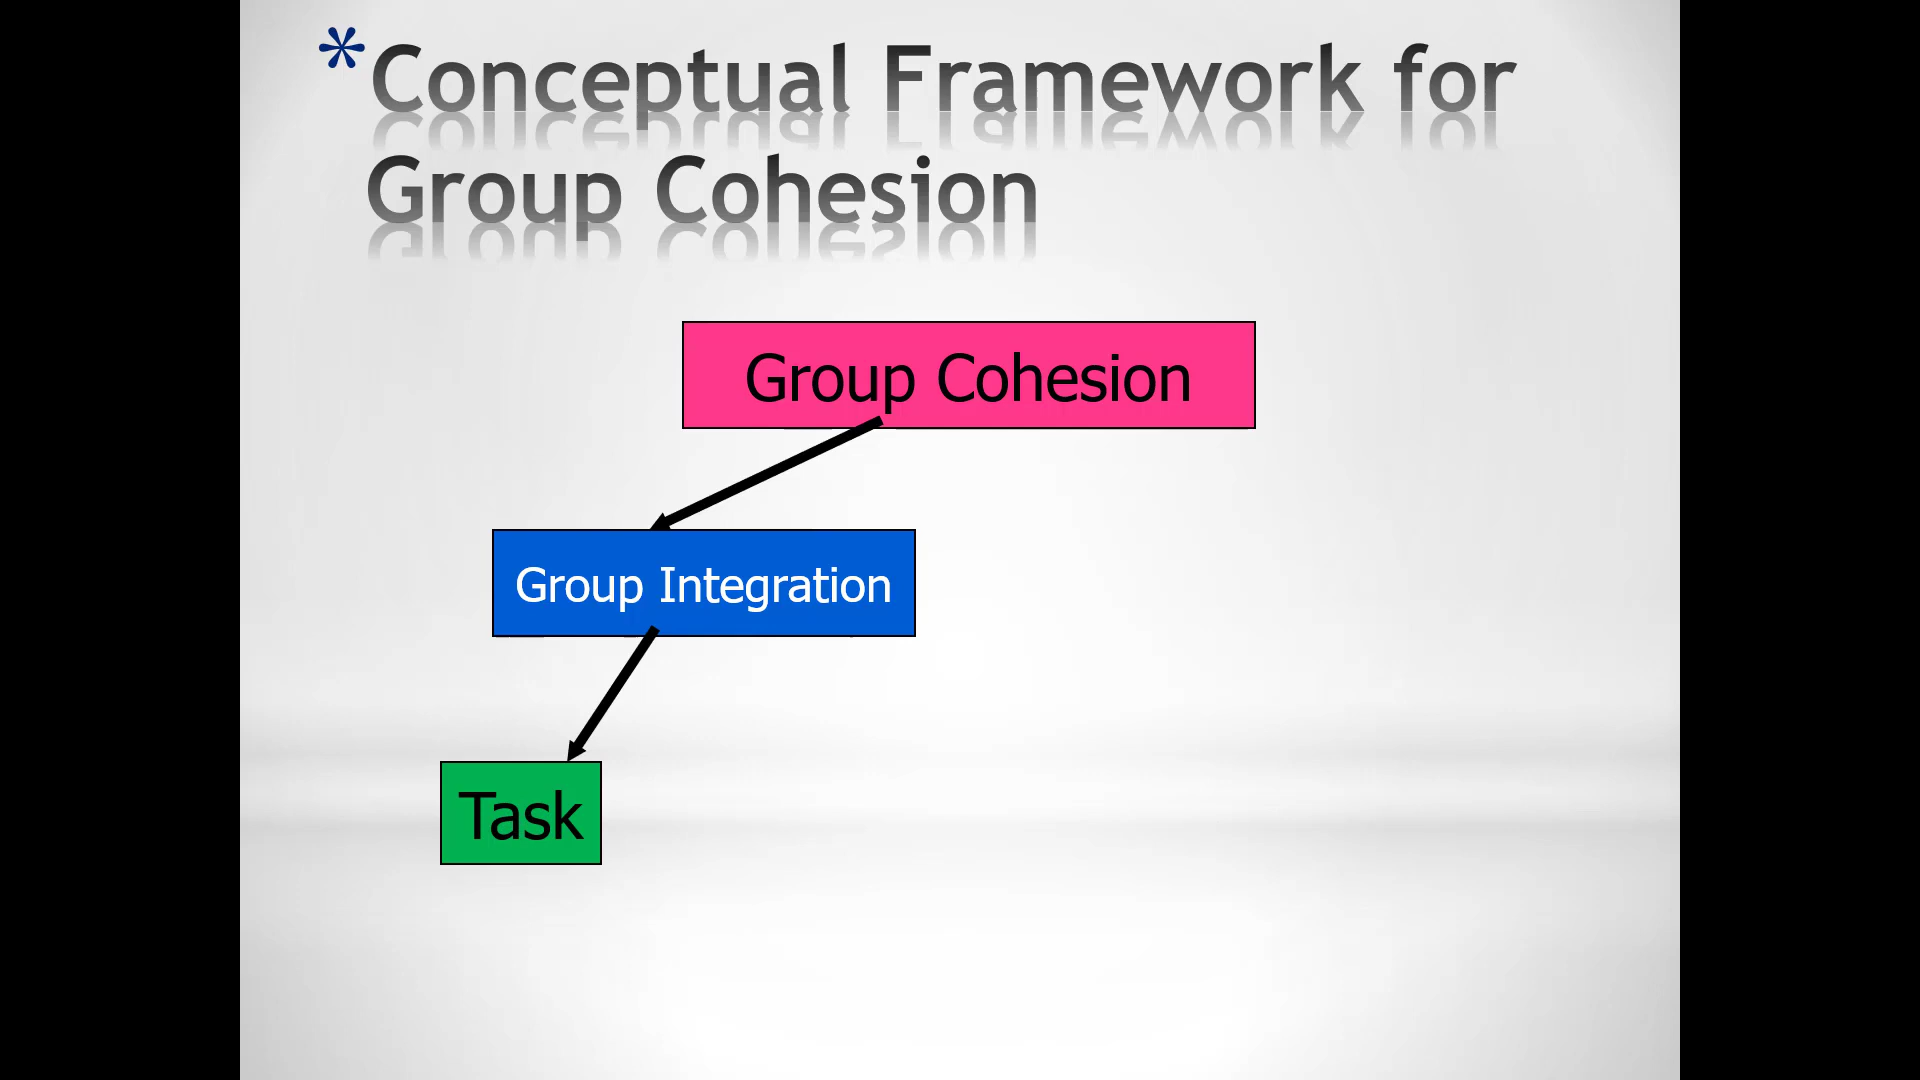 *Conceptual Framework for
Group Cohesion
Group Cohesion
Group Integration
Task